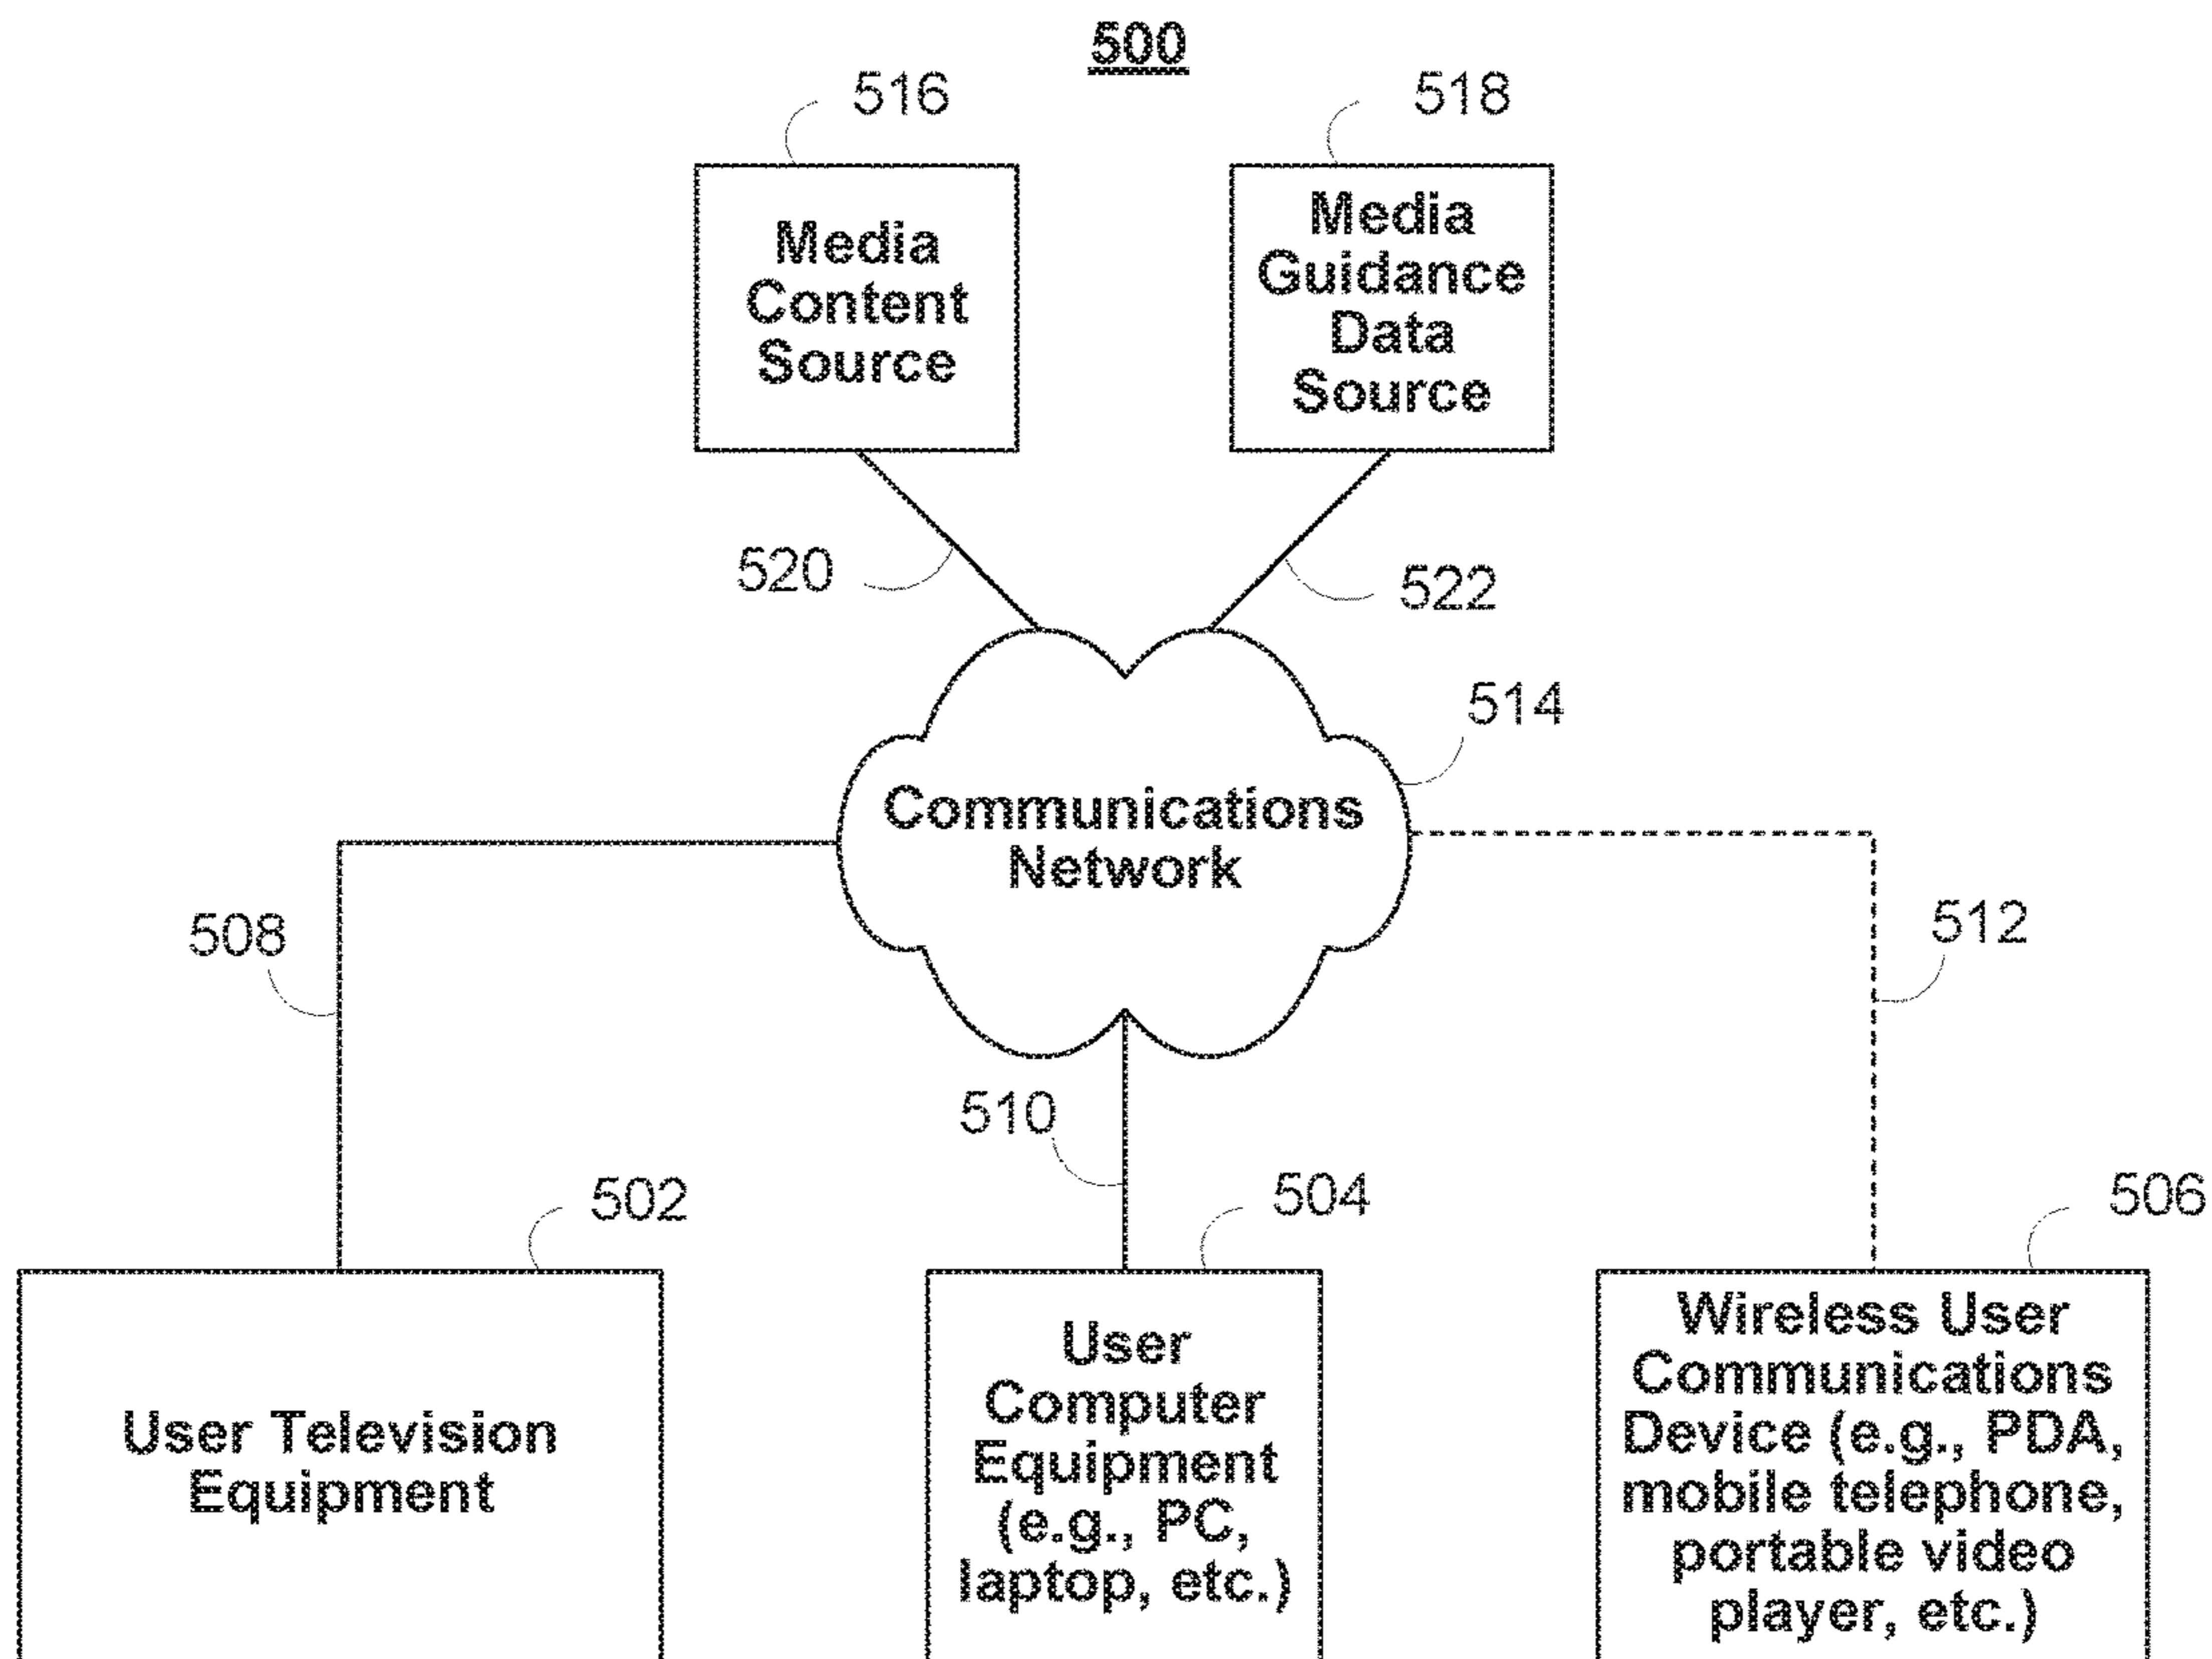 500
516
518
Media
Content
Source
Media
Guidance
Data
Source
520
522
514
Communications
Network
508
512
510
502
504
506
User Television
Equipment
User
Computer
Equipment
(e.g., PC,
laptop, etc.)
Wireless User
Communications
Device (e.g., PDA,
mobile telephone,
portable video
player, etc.)